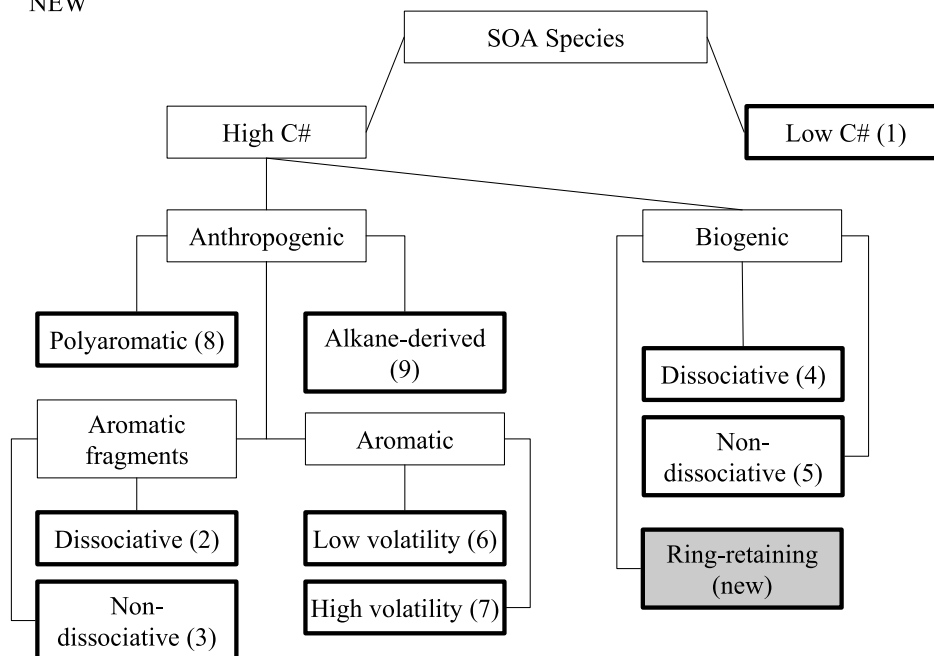 NEW
SOA Species
High C#
Low C# (1)
Anthropogenic
Biogenic
Polyaromatic (8)
Alkane-derived
(9)
Dissociative (4)
Aromatic
fragments
Aromatic
Non-
dissociative (5)
Dissociative (2)
Low volatility (6)
Ring-retaining
(new)
Non-
dissociative (3)
High volatility (7)